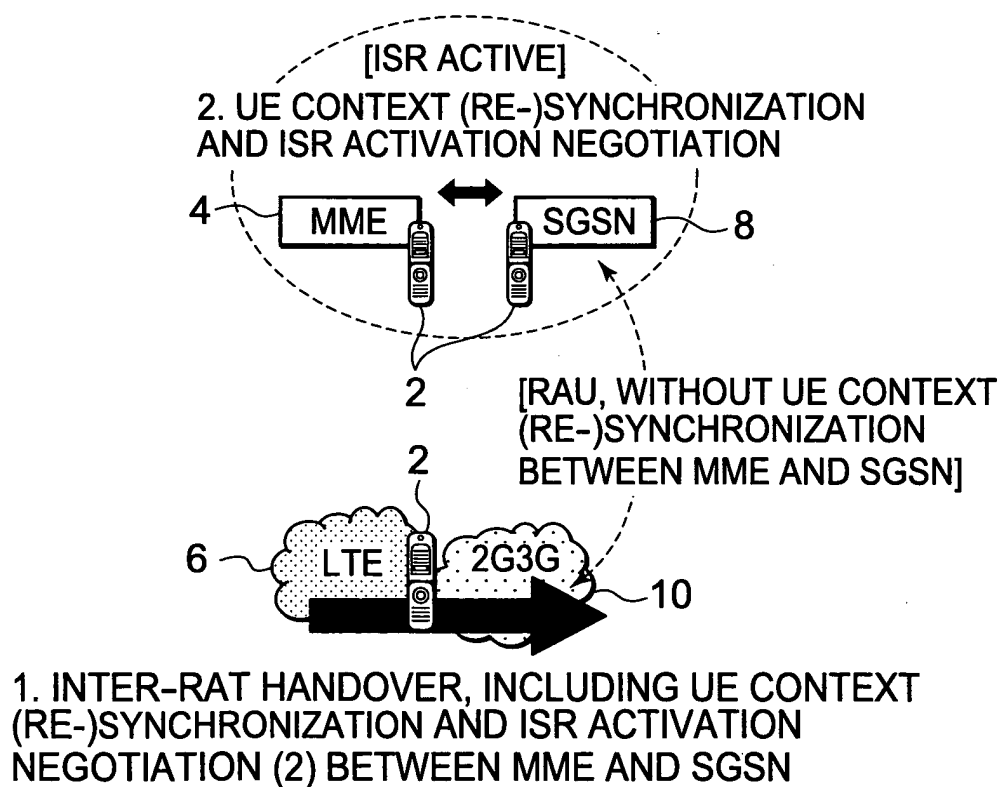 [ISR ACTIVE]
2. UE CONTEXT (RE-)SYNCHRONIZATION
AND ISR ACTIVATION NEGOTIATION
4
MME
SGSN
8
2
[RAU, WITHOUT UE CONTEXT
(RE-)SYNCHRONIZATION
BETWEEN MME AND SGSN]
2
6
LTE
2G3G
10
1. INTER-RAT HANDOVER, INCLUDING UE CONTEXT
(RE-)SYNCHRONIZATION AND ISR ACTIVATION
NEGOTIATION (2) BETWEEN MME AND SGSN